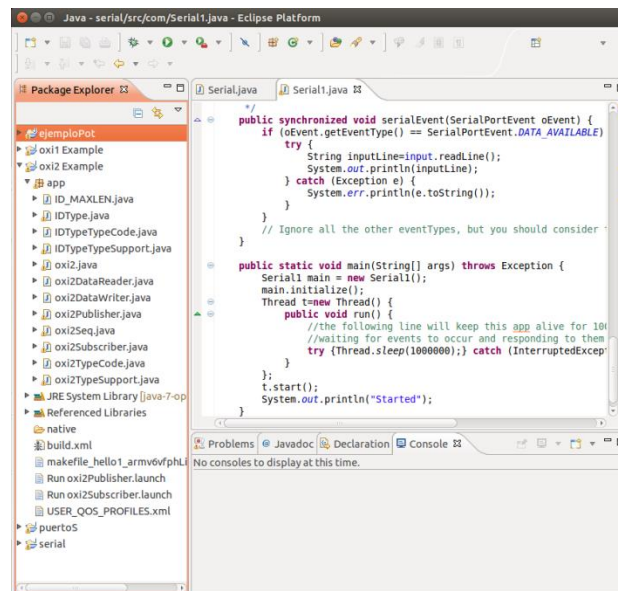 Java - serial/src/com/Serial1.java - Eclipse Platform
Package Explorer
ejemploPot
oxi1 Example
oxi2 Example
app
ID_MAXLEN.java
IDType.java
IDTypeTypeCode.java
IDTypeTypeSupport.java
oxi2.java
oxi2DataReader.java
oxi2DataWriter.java
oxi2Publisher.java
oxi2Seq.java
oxi2Subscriber.java
oxi2TypeCode.java
oxi2TypeSupport.java
JRE System Library [java-7-op
Referenced Libraries
native
build.xml
makefile_hello1_armv6vfphLi
Run oxi2Publisher.launch
Run oxi2Subscriber.launch
USER_QOS_PROFILES.xml
puertoS
serial
Serial.java
Serial1.java
*/
public synchronized void serialEvent(SerialPortEvent oEvent) {
if (oEvent.getEventType() == SerialPortEvent.DATA_AVAILABLE)
try {
String inputLine=input.readLine();
System.out.println(inputLine);
} catch (Exception e) {
System.err.println(e.toString());
}
}
// Ignore all the other eventTypes, but you should consider
}
public static void main(String[] args) throws Exception {
Serial1 main = new Serial1();
main.initialize();
Thread t=new Thread() {
public void run() {
//the following line will keep this app alive for 100
//waiting for events to occur and responding to them
try {Thread.sleep(1000000);} catch (InterruptedExcept
}
};
t.start();
System.out.println("Started");
}
Problems
Javadoc
Declaration
Console
No consoles to display at this time.